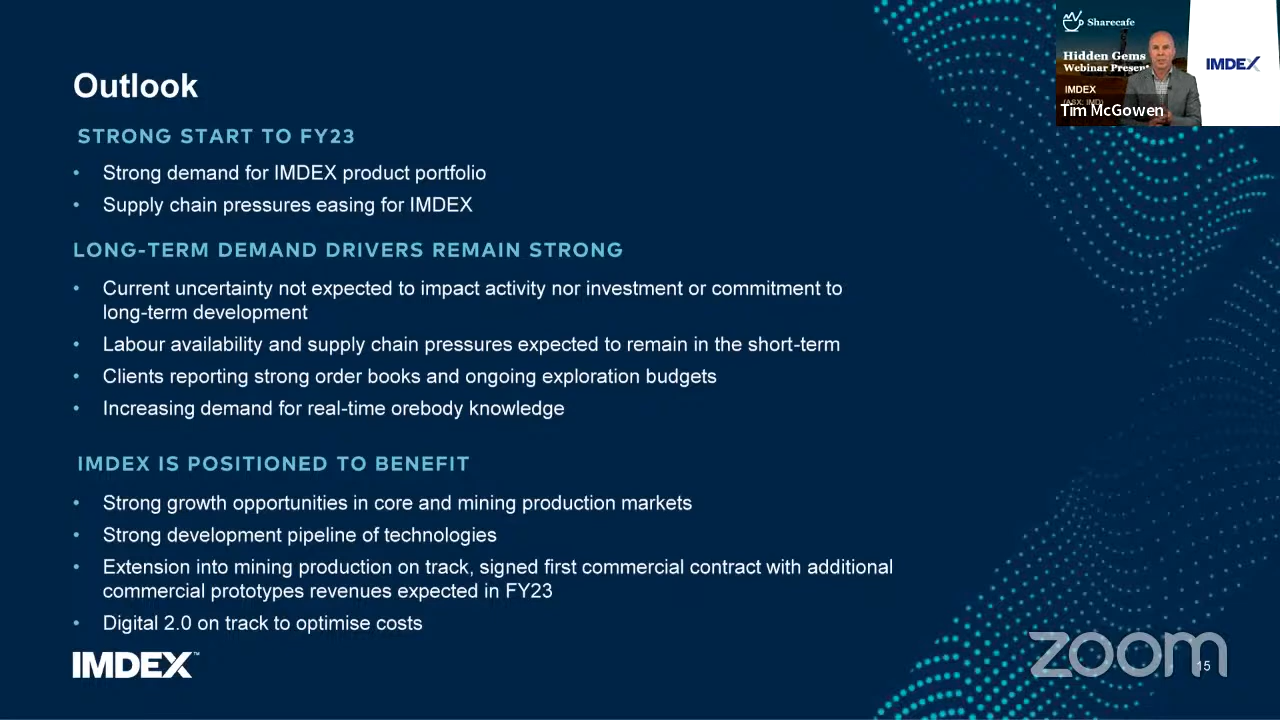 Outlook
STRONG START TO FY23
• Strong demand for IMDEX product portfolio
• Supply chain pressures easing for IMDEX
LONG-TERM DEMAND DRIVERS REMAIN STRONG
• Current uncertainty not expected to impact activity nor investment or commitment to
long-term development
• Labour availability and supply chain pressures expected to remain in the short-term
• Clients reporting strong order books and ongoing exploration budgets
• Increasing demand for real-time orebody knowledge
IMDEX IS POSITIONED TO BENEFIT
• Strong growth opportunities in core and mining production markets
• Strong development pipeline of technologies
• Extension into mining production on track, signed first commercial contract with additional
commercial prototypes revenues expected in FY23
• Digital 2.0 on track to optimise costs
IMDEX™
zoom
15
Sharecafe
Hidden Gems
Webinar Presen
IMDEX
(ASX: IMD)
Tim McGowen
IMDEX